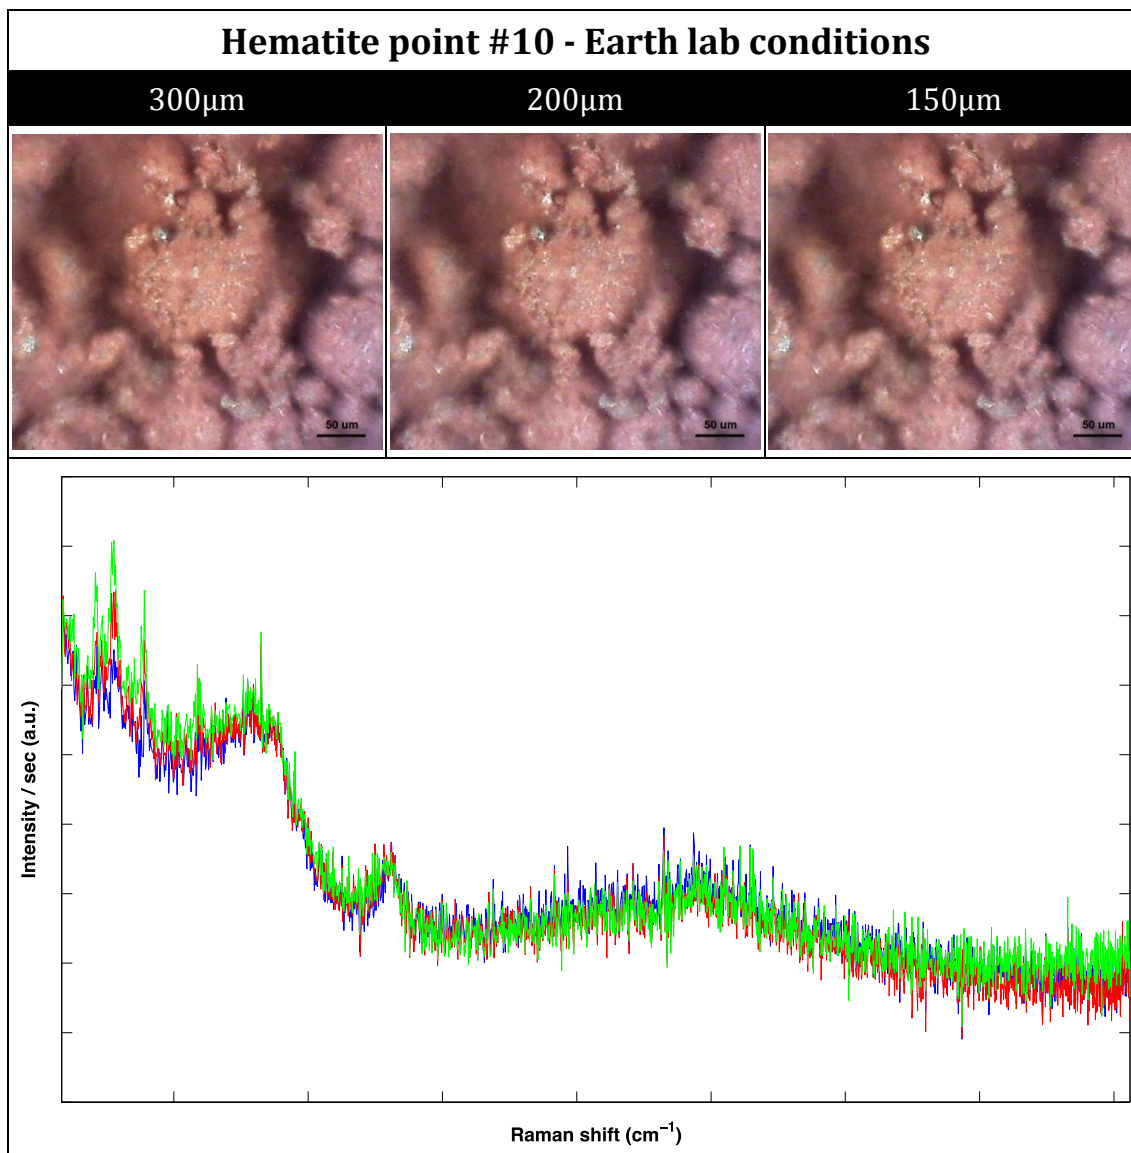 Hematite point #10 - Earth lab conditions
300μm 200μm 150μm
50 um 50 um 50 um
Intensity / sec (a.u.)
Raman shift (cm⁻¹)